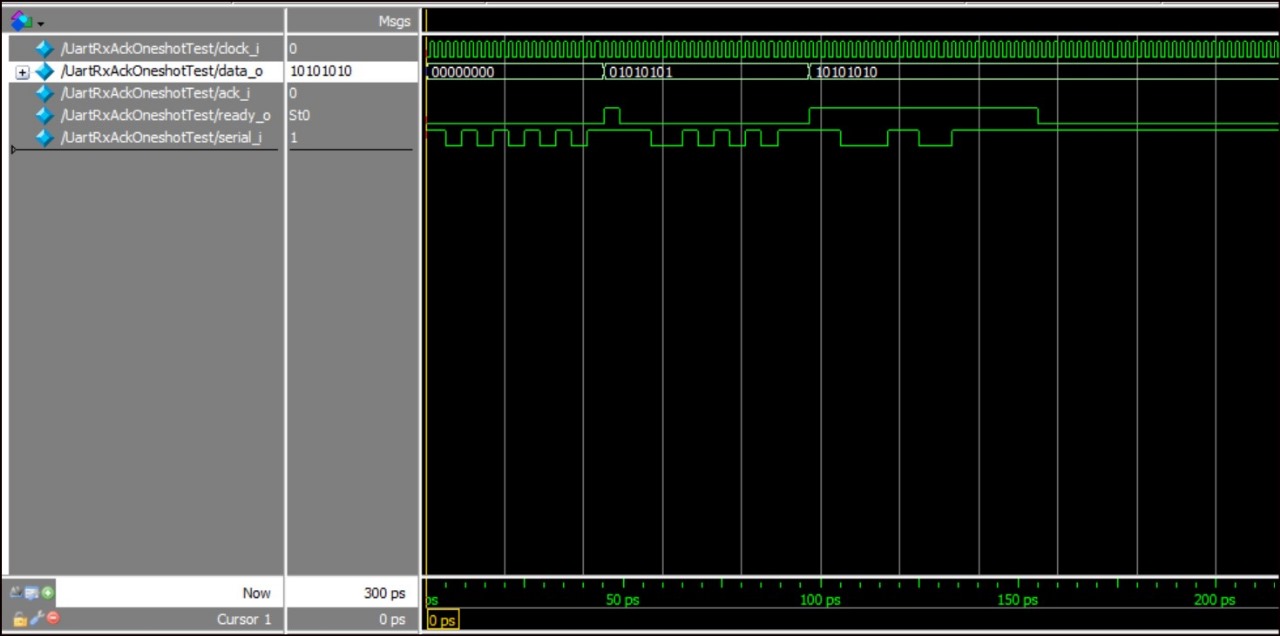 Msgs
/UartRxAckOneshotTest/clock_i 0
/UartRxAckOneshotTest/data_o 10101010 00000000 01010101 10101010
/UartRxAckOneshotTest/ack_i 0
/UartRxAckOneshotTest/ready_o St0
/UartRxAckOneshotTest/serial_i 1
Now 300 ps ps 50 ps 100 ps 150 ps 200 ps
Cursor 1 0 ps 0 ps